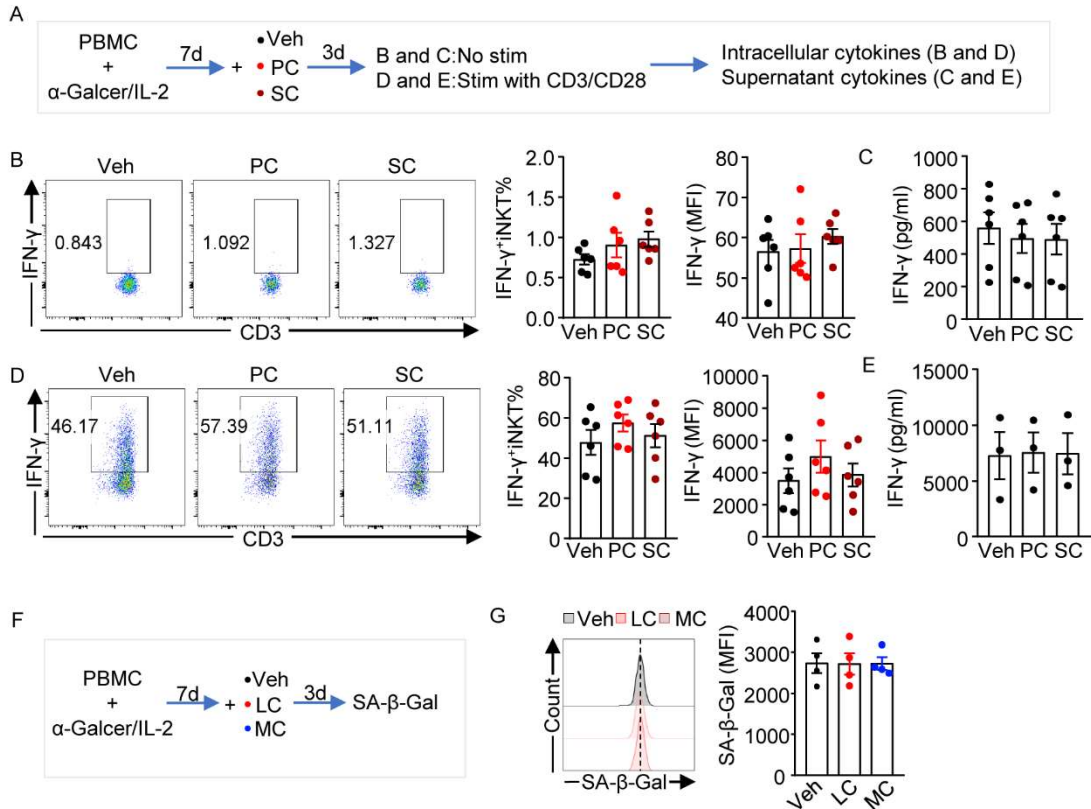 A
PBMC
+
α-Galcer/IL-2
7d
+
Veh
PC
SC
3d
B and C:No stim
D and E:Stim with CD3/CD28
Intracellular cytokines (B and D)
Supernatant cytokines (C and E)
B
Veh
PC
SC
IFN-γ
0.843
1.092
1.327
CD3
IFN-γ⁺iNKT%
2.0
1.5
1.0
0.5
0.0
Veh PC SC
IFN-γ (MFI)
80
70
60
50
40
Veh PC SC
C
IFN-γ (pg/ml)
1000
800
600
400
200
0
Veh PC SC
D
Veh
PC
SC
IFN-γ
46.17
57.39
51.11
CD3
IFN-γ⁺iNKT%
80
60
40
20
0
Veh PC SC
IFN-γ (MFI)
10000
8000
6000
4000
2000
0
Veh PC SC
E
IFN-γ (pg/ml)
15000
10000
5000
0
Veh PC SC
F
PBMC
+
α-Galcer/IL-2
7d
+
Veh
LC
MC
3d
SA-β-Gal
G
Veh LC MC
Count
SA-β-Gal
SA-β-Gal (MFI)
4000
3000
2000
1000
0
Veh
LC
MC